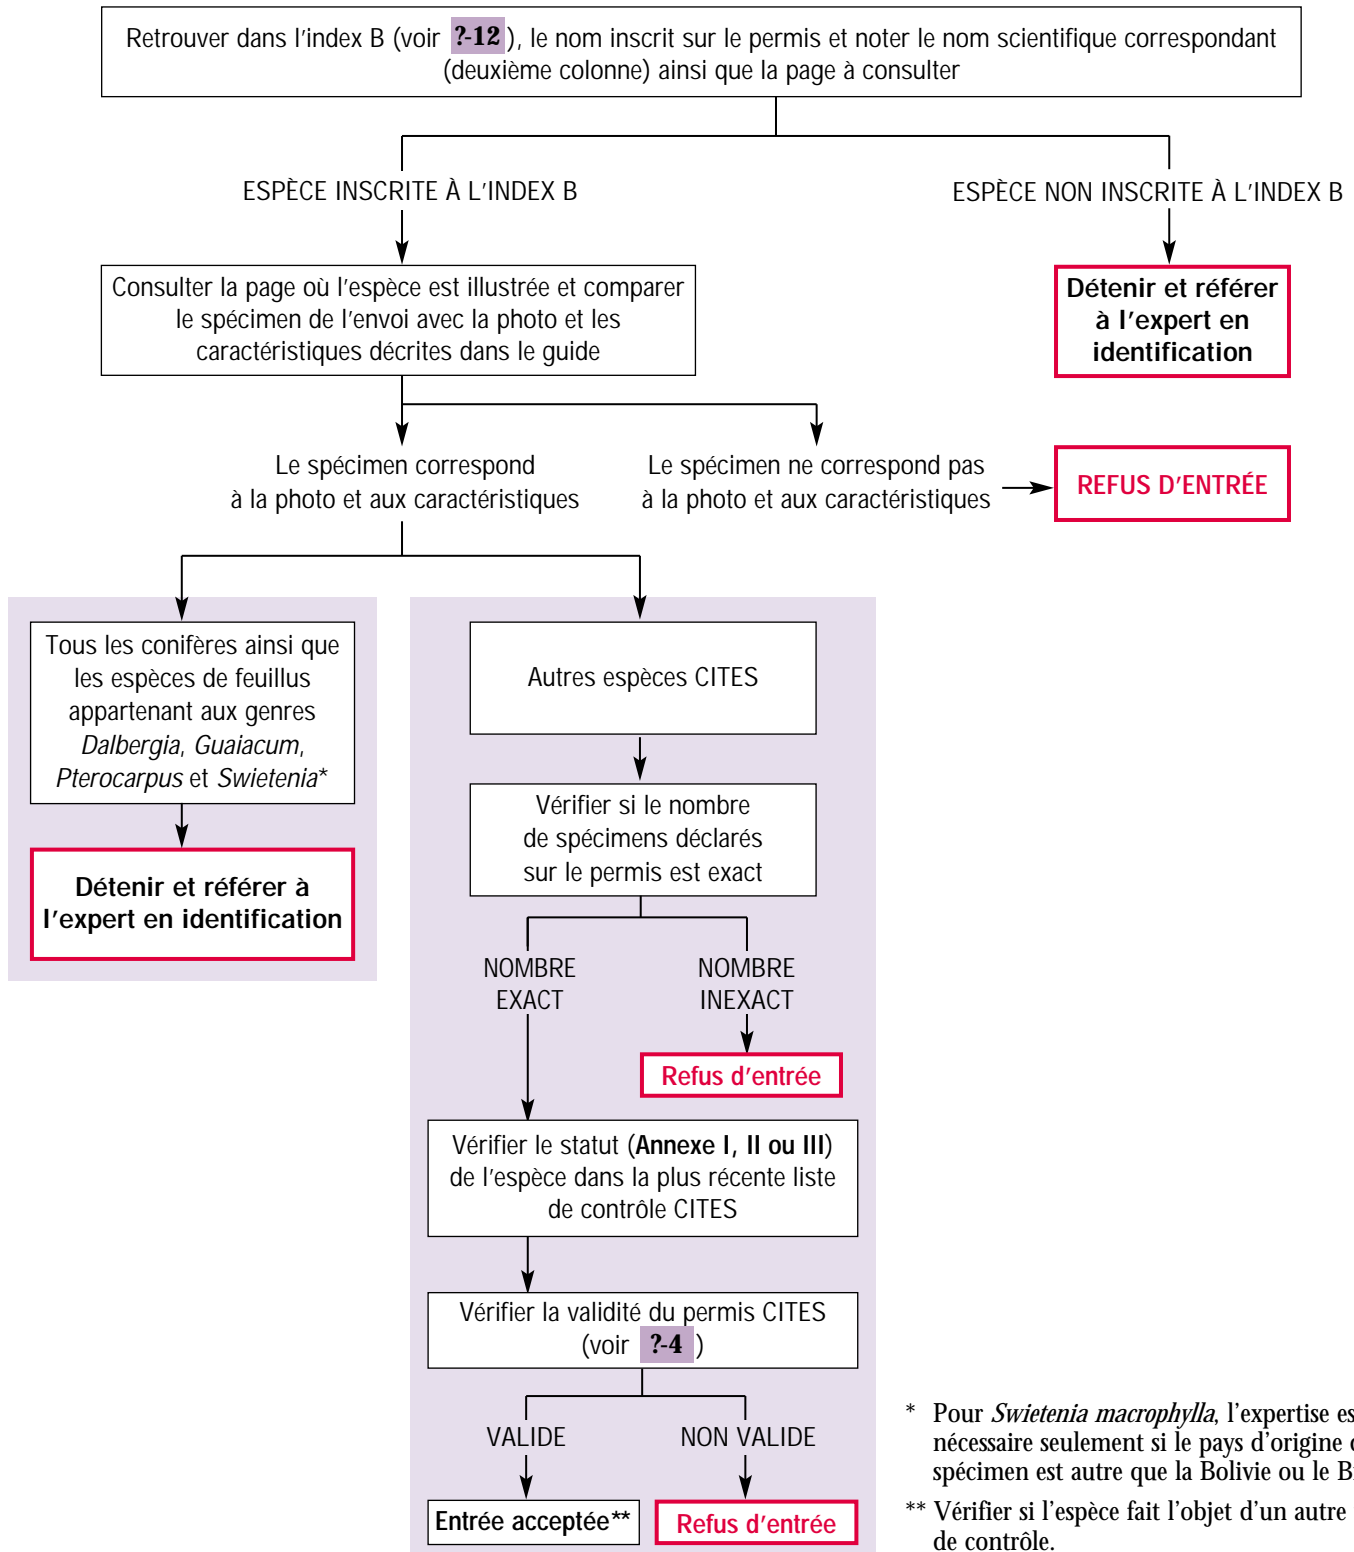 Retrouver dans l'index B (voir ?-12 ), le nom inscrit sur le permis et noter le nom scientifique correspondant
(deuxième colonne) ainsi que la page à consulter
ESPÈCE INSCRITE À L'INDEX B
ESPÈCE NON INSCRITE À L'INDEX B
Consulter la page où l'espèce est illustrée et comparer
le spécimen de l'envoi avec la photo et les
caractéristiques décrites dans le guide
Détenir et référer
à l'expert en
identification
Le spécimen correspond
à la photo et aux caractéristiques
Le spécimen ne correspond pas
à la photo et aux caractéristiques
REFUS D'ENTRÉE
Tous les conifères ainsi que
les espèces de feuillus
appartenant aux genres
Dalbergia, Guaiacum,
Pterocarpus et Swietenia*
Détenir et référer à
l'expert en identification
Autres espèces CITES
Vérifier si le nombre
de spécimens déclarés
sur le permis est exact
NOMBRE
EXACT
NOMBRE
INEXACT
Refus d'entrée
Vérifier le statut (Annexe I, II ou III)
de l'espèce dans la plus récente liste
de contrôle CITES
Vérifier la validité du permis CITES
(voir ?-4 )
VALIDE
NON VALIDE
Entrée acceptée**
Refus d'entrée
* Pour Swietenia macrophylla, l'expertise
nécessaire seulement si le pays d'origine
spécimen est autre que la Bolivie ou le
** Vérifier si l'espèce fait l'objet d'un autre
de contrôle.